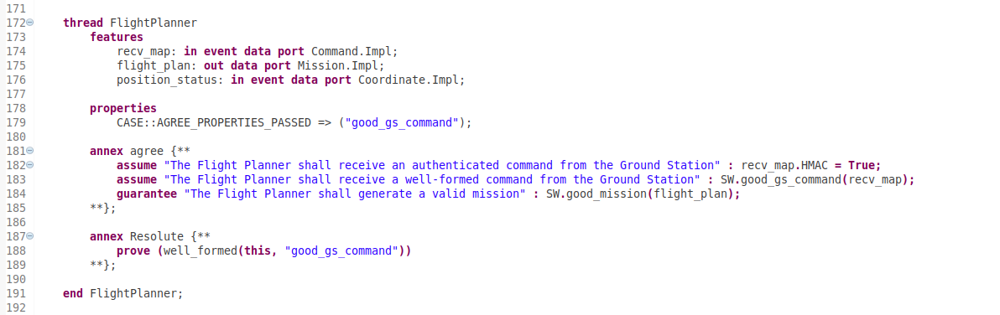 171
172 thread FlightPlanner
173 features
174 recv_map: in event data port Command.Impl;
175 flight_plan: out data port Mission.Impl;
176 position_status: in event data port Coordinate.Impl;
177
178 properties
179 CASE::AGREE_PROPERTIES_PASSED => ("good_gs_command");
180
181 annex agree {**
182 assume "The Flight Planner shall receive an authenticated command from the Ground Station" : recv_map.HMAC = True;
183 assume "The Flight Planner shall receive a well-formed command from the Ground Station" : SW.good_gs_command(recv_map);
184 guarantee "The Flight Planner shall generate a valid mission" : SW.good_mission(flight_plan);
185 **};
186
187 annex Resolute {**
188 prove (well_formed(this, "good_gs_command"))
189 **};
190
191 end FlightPlanner;
192